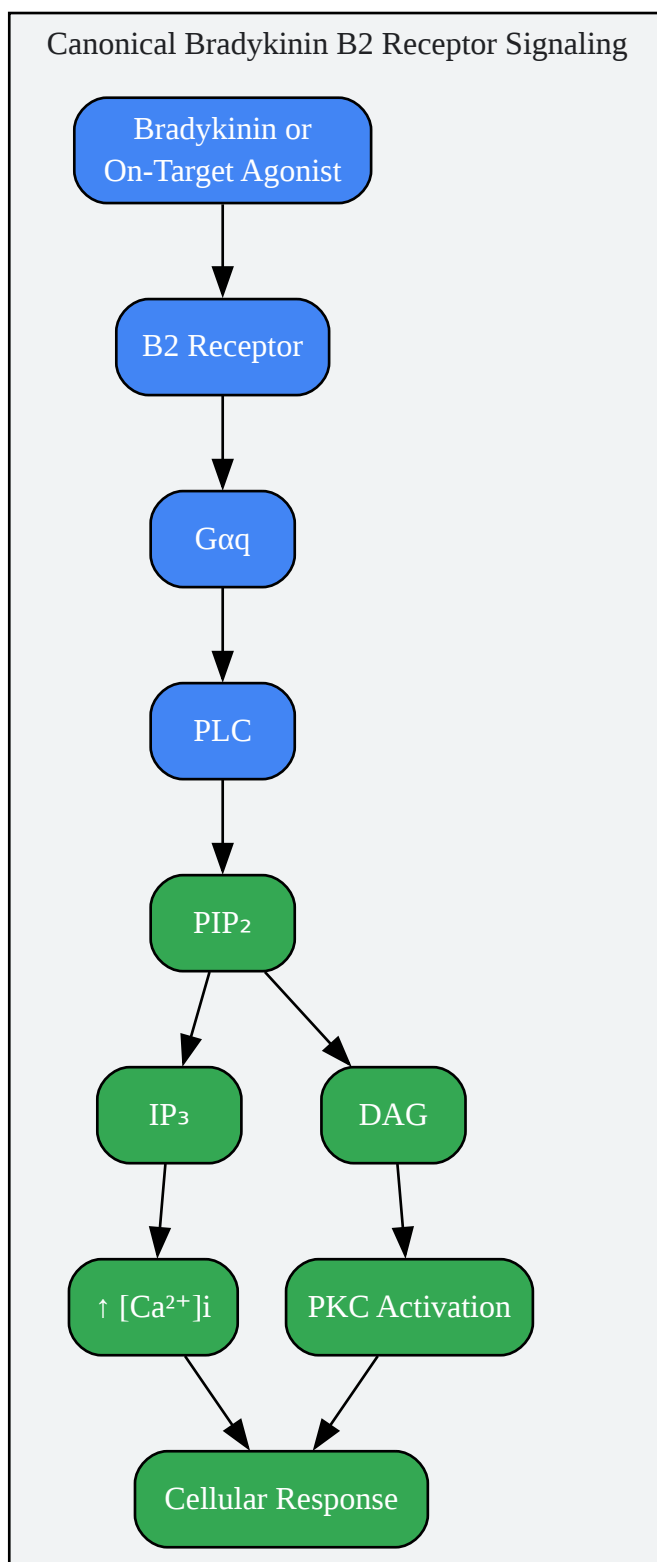 Canonical Bradykinin B2 Receptor Signaling
Bradykinin or
On-Target Agonist
B2 Receptor
Gαq
PLC
PIP₂
IP₃
DAG
↑ [Ca²⁺]i
PKC Activation
Cellular Response